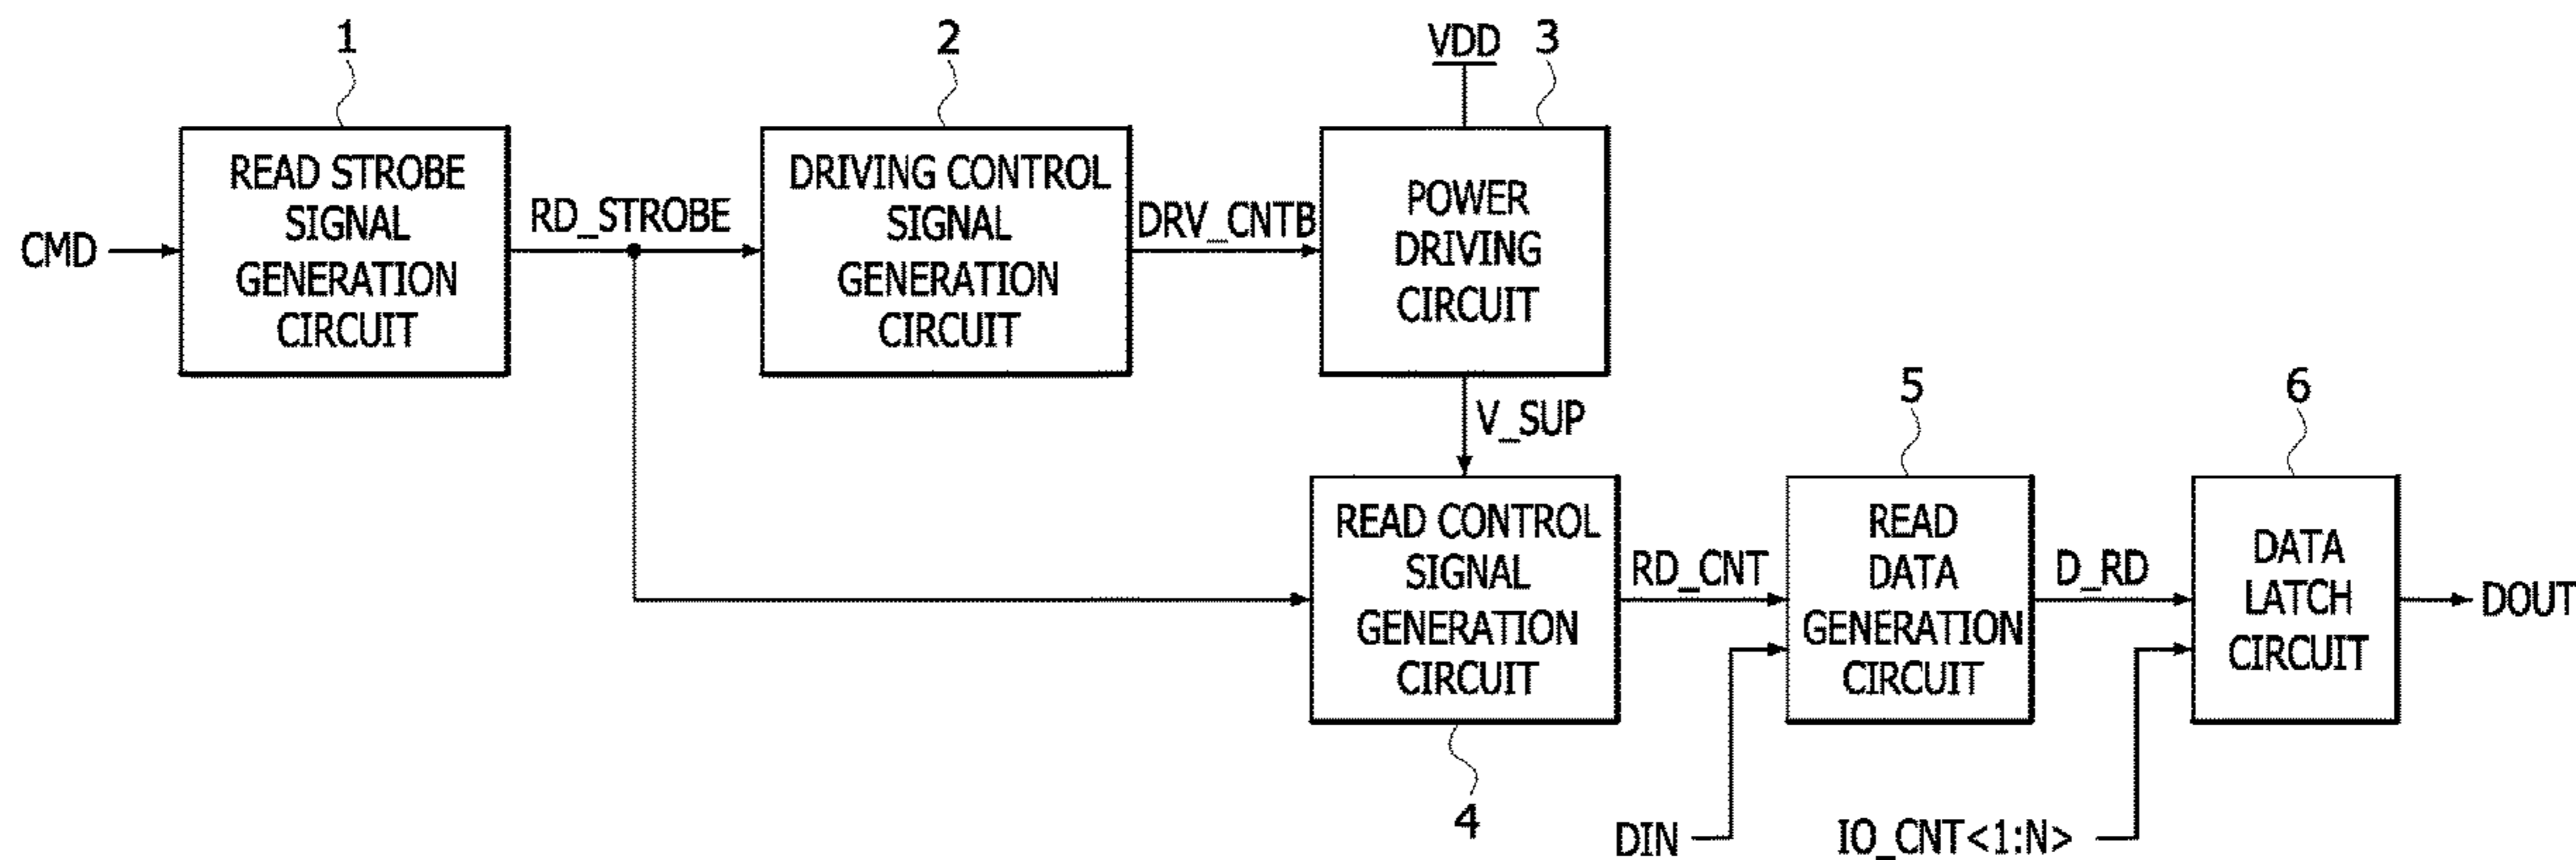 1
2
VDD
3
READ STROBE
SIGNAL
GENERATION
CIRCUIT
DRIVING CONTROL
SIGNAL
GENERATION
CIRCUIT
POWER
DRIVING
CIRCUIT
CMD
RD_STROBE
DRV_CNTB
V_SUP
5
6
READ CONTROL
SIGNAL
GENERATION
CIRCUIT
RD_CNT
READ
DATA
GENERATION
CIRCUIT
D_RD
DATA
LATCH
CIRCUIT
DOUT
4
DIN
IO_CNT<1:N>